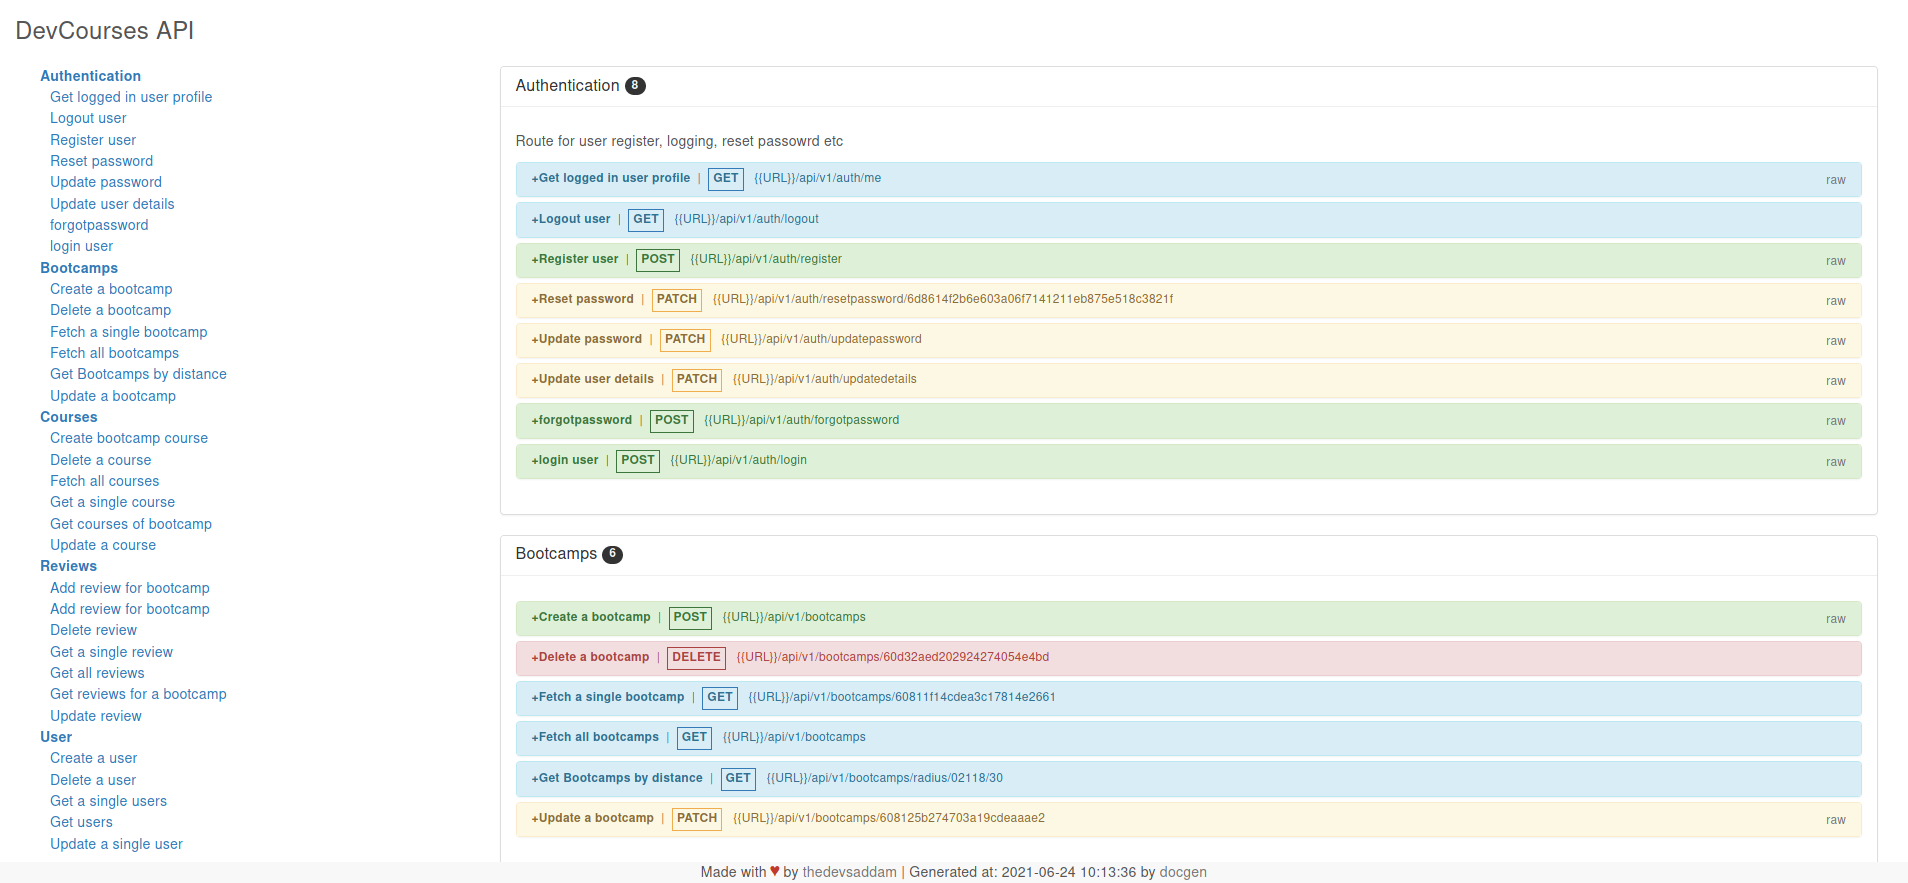 DevCourses API
Authentication
Get logged in user profile
Logout user
Register user
Reset password
Update password
Update user details
forgotpassword
login user
Bootcamps
Create a bootcamp
Delete a bootcamp
Fetch a single bootcamp
Fetch all bootcamps
Get Bootcamps by distance
Update a bootcamp
Courses
Create bootcamp course
Delete a course
Fetch all courses
Get a single course
Get courses of bootcamp
Update a course
Reviews
Add review for bootcamp
Add review for bootcamp
Delete review
Get a single review
Get all reviews
Get reviews for a bootcamp
Update review
User
Create a user
Delete a user
Get a single users
Get users
Update a single user
Authentication 8
Route for user register, logging, reset passowrd etc
+Get logged in user profile | GET {{URL}}/api/v1/auth/me raw
+Logout user | GET {{URL}}/api/v1/auth/logout
+Register user | POST {{URL}}/api/v1/auth/register raw
+Reset password | PATCH {{URL}}/api/v1/auth/resetpassword/6d8614f2b6e603a06f7141211eb875e518c3821f raw
+Update password | PATCH {{URL}}/api/v1/auth/updatepassword raw
+Update user details | PATCH {{URL}}/api/v1/auth/updatedetails raw
+forgotpassword | POST {{URL}}/api/v1/auth/forgotpassword raw
+login user | POST {{URL}}/api/v1/auth/login raw
Bootcamps 6
+Create a bootcamp | POST {{URL}}/api/v1/bootcamps raw
+Delete a bootcamp | DELETE {{URL}}/api/v1/bootcamps/60d32aed202924274054e4bd
+Fetch a single bootcamp | GET {{URL}}/api/v1/bootcamps/60811f14cdea3c17814e2661
+Fetch all bootcamps | GET {{URL}}/api/v1/bootcamps
+Get Bootcamps by distance | GET {{URL}}/api/v1/bootcamps/radius/02118/30
+Update a bootcamp | PATCH {{URL}}/api/v1/bootcamps/608125b274703a19cdeaaae2 raw
Made with ♥ by thedevsaddam | Generated at: 2021-06-24 10:13:36 by docgen